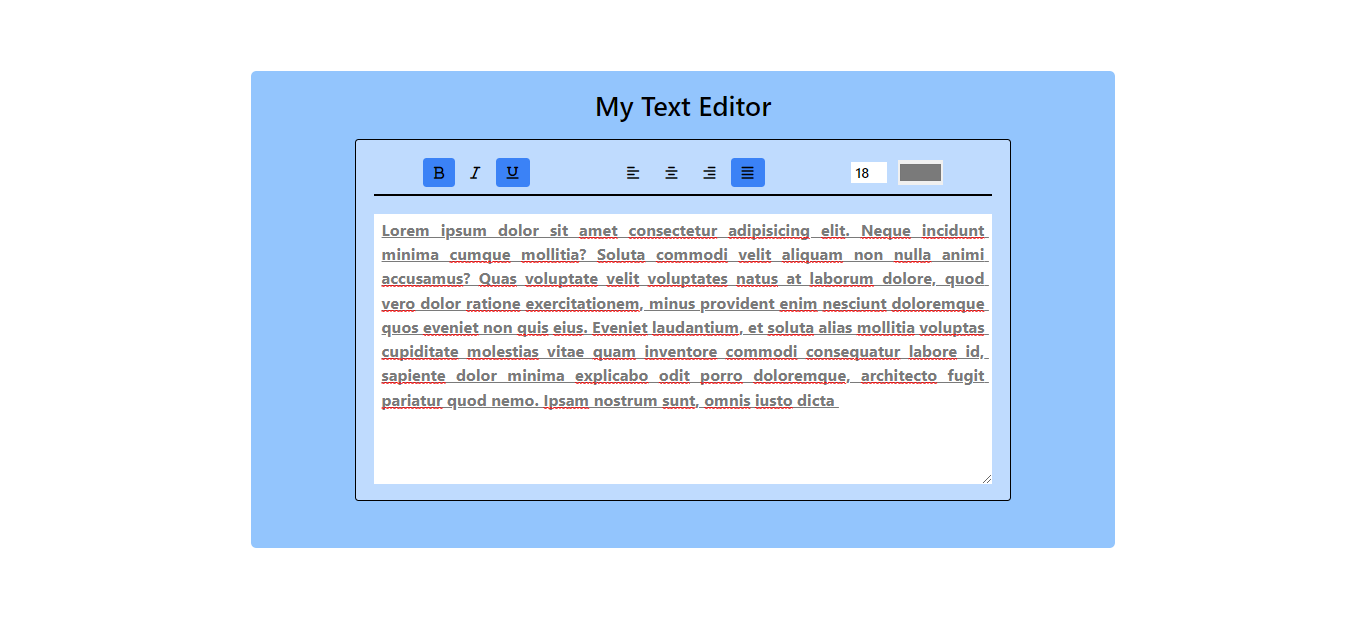 My Text Editor
B I U 18
Lorem ipsum dolor sit amet consectetur adipisicing elit. Neque incidunt
minima cumque mollitia? Soluta commodi velit aliquam non nulla animi
accusamus? Quas voluptate velit voluptates natus at laborum dolore, quod
vero dolor ratione exercitationem, minus provident enim nesciunt doloremque
quos eveniet non quis eius. Eveniet laudantium, et soluta alias mollitia voluptas
cupiditate molestias vitae quam inventore commodi consequatur labore id,
sapiente dolor minima explicabo odit porro doloremque, architecto fugit
pariatur quod nemo. Ipsam nostrum sunt, omnis iusto dicta